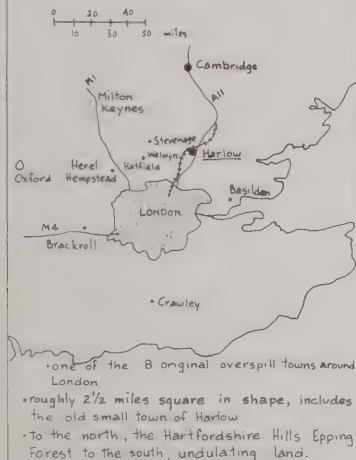 0 20 40
10 30 50 miles
Cambridge
M1
A11
Milton
Keynes
Stevenage
Welwyn
Harlow
Herel
Hempstead
Hatfield
Oxford
Basildon
LONDON
M4
Brackroll
Crawley
• one of the 8 original overspill towns around
London
• roughly 2½ miles square in shape, includes
the old small town of Harlow
• to the north, the Hartfordshire Hills Epping
Forest to the south, undulating land.